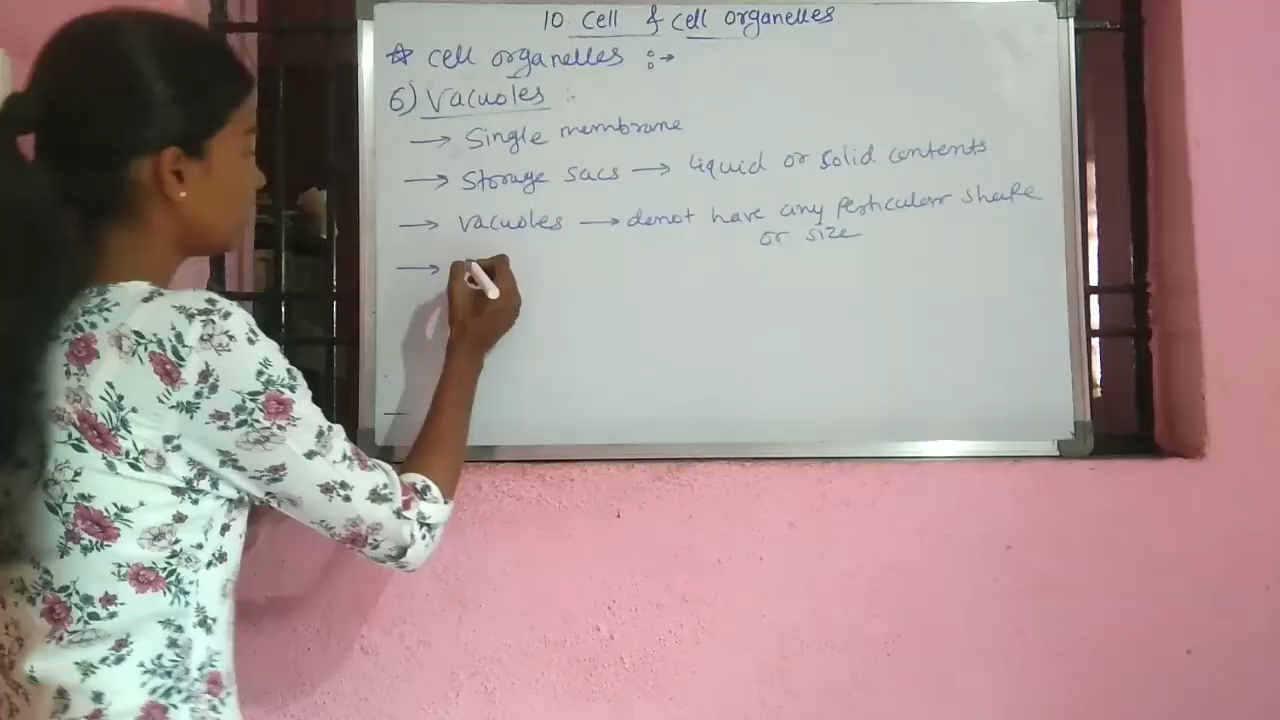 10 Cell & cell organelles
☆ cell organelles :→
6) Vacuoles :-
→ Single membrane
→ Storage sacs → liquid or solid contents
→ vacuoles → donot have any perticular shape
or size
→